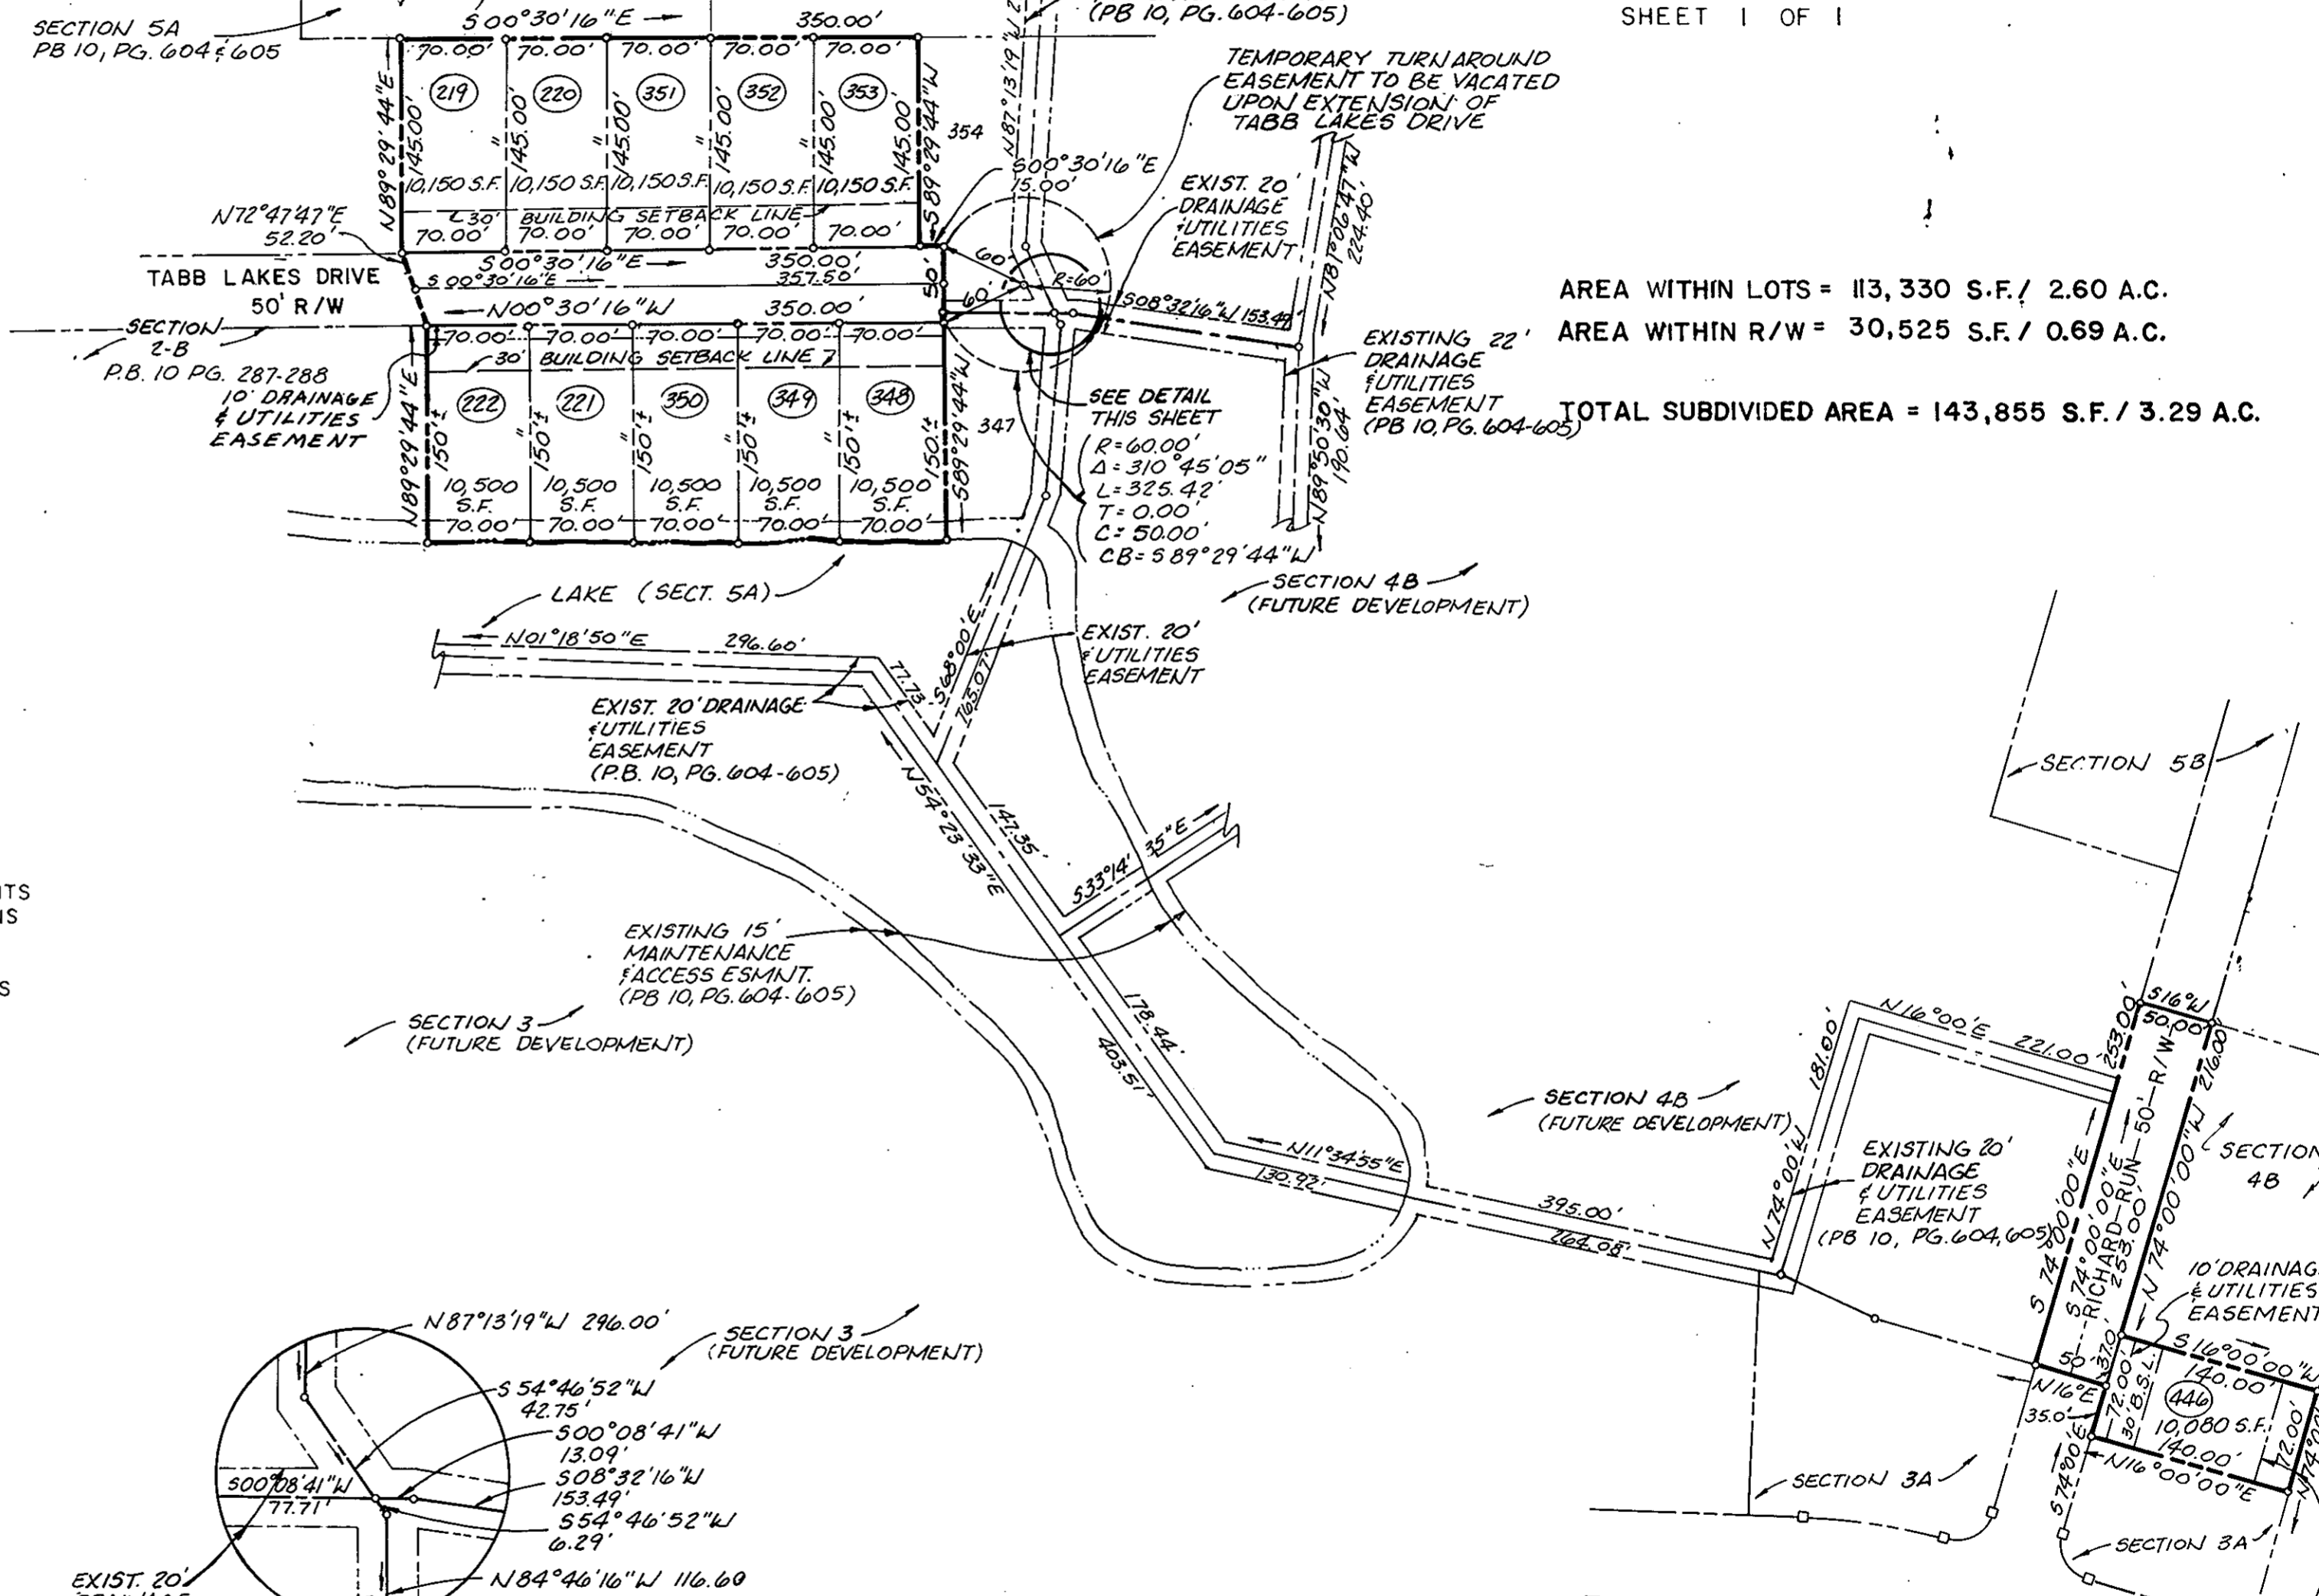 SECTION 5A
PB 10, PG. 604 & 605
S 00°30'16"E
350.00'
(PB 10, PG. 604-605)
SHEET 1 OF 1
70.00' 70.00' 70.00' 70.00' 70.00'
219 220 351 352 353
N89°29'44"E
145.00' 145.00' 145.00' 145.00' 145.00' 145.00'
" " " "
S89°29'44"W
354
10,150 S.F. 10,150 S.F. 10,150 S.F. 10,150 S.F. 10,150 S.F.
30' BUILDING SETBACK LINE
70.00' 70.00' 70.00' 70.00' 70.00'
N87°13'19"W
TEMPORARY TURNAROUND
EASEMENT TO BE VACATED
UPON EXTENSION OF
TABB LAKES DRIVE
S00°30'16"E
15.00'
EXIST. 20'
DRAINAGE
& UTILITIES
EASEMENT
N81°06'47"W
224.40'
N72°47'47"E
52.20'
TABB LAKES DRIVE
50' R/W
S 00°30'16"E 350.00'
S 00°30'16"E 357.50'
N00°30'16"W 350.00'
50'
60'
60'
R=60'
S08°32'16"W 153.49'
AREA WITHIN LOTS = 113,330 S.F. / 2.60 A.C.
AREA WITHIN R/W = 30,525 S.F. / 0.69 A.C.
TOTAL SUBDIVIDED AREA = 143,855 S.F. / 3.29 A.C.
SECTION
2-B
P.B. 10 PG. 287-288
10' DRAINAGE
& UTILITIES
EASEMENT
70.00' 70.00' 70.00' 70.00' 70.00'
30' BUILDING SETBACK LINE
222 221 350 349 348
N89°29'44"E
150'± 150'± 150'± 150'± 150'± 150.'±
" " " "
S89°29'44"W
347
10,500 10,500 10,500 10,500 10,500
S.F. S.F. S.F. S.F. S.F.
70.00' 70.00' 70.00' 70.00' 70.00'
SEE DETAIL
THIS SHEET
R=60.00'
Δ=310°45'05"
L=325.42'
T=0.00'
C=50.00'
CB=S89°29'44"W
EXISTING 22'
DRAINAGE
& UTILITIES
EASEMENT
(PB 10, PG. 604-605)
N89°50'30"W
190.64'
LAKE (SECT. 5A)
SECTION 4B
(FUTURE DEVELOPMENT)
N01°18'50"E 296.60'
77.73
S68°00'E
165.07'
EXIST. 20'
& UTILITIES
EASEMENT
EXIST. 20' DRAINAGE
& UTILITIES
EASEMENT
(P.B. 10, PG. 604-605)
N54°23'33"E
147.35'
S33°14'35"E
SECTION 5B
ITS
IS
S
EXISTING 15'
MAINTENANCE
& ACCESS ESMNT.
(PB 10, PG. 604-605)
SECTION 3
(FUTURE DEVELOPMENT)
178.44'
403.51'
SECTION 4B
(FUTURE DEVELOPMENT)
N11°34'55"E
130.92'
395.00'
264.08'
N74°00'W
181.00'
N16°00'E
221.00'
EXISTING 20'
DRAINAGE
& UTILITIES
EASEMENT
(PB 10, PG. 604,605)
S16°W
50.00'
253.00'
216.00'
S 74°00'00"E
S 74°00'00"E
253.00'
RICHARD RUN 50' R/W
N 74°00'00"W
SECTION
4B
10' DRAINAG
& UTILITIES
EASEMENT
50'
37.0'
N16°E
35.0'
S74°00'E
S16°00'00"W
140.00'
72.00'
30' B.S.L.
446
10,080 S.F.
140.00'
N16°00'00"E
72.00'
SECTION 3A
SECTION 3A
N87°13'19"W 296.00'
SECTION 3
(FUTURE DEVELOPMENT)
S54°46'52"W
42.75'
S00°08'41"W
13.09'
S08°32'16"W
153.49'
S54°46'52"W
6.29'
N84°46'16"W 116.60
S00°08'41"W
77.71'
EXIST. 20'